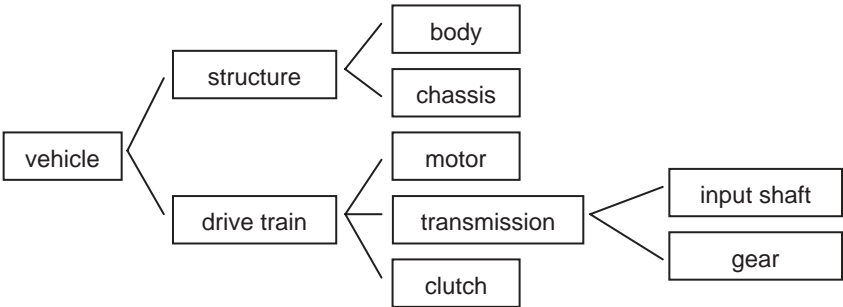 vehicle
structure
body
chassis
drive train
motor
transmission
input shaft
gear
clutch